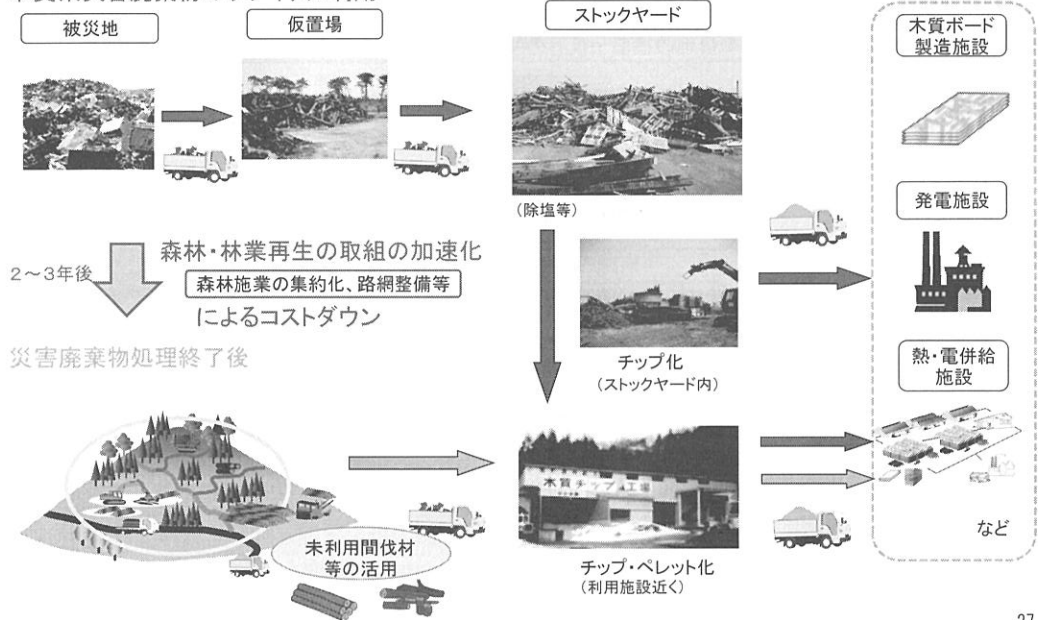 被災地
仮置場
ストックヤード
木質ボード
製造施設
(除塩等)
発電施設
2～3年後
森林・林業再生の取組の加速化
森林施業の集約化、路網整備等
によるコストダウン
チップ化
(ストックヤード内)
熱・電併給
施設
災害廃棄物処理終了後
木質チップ工場
未利用間伐材
等の活用
チップ・ペレット化
(利用施設近く)
など